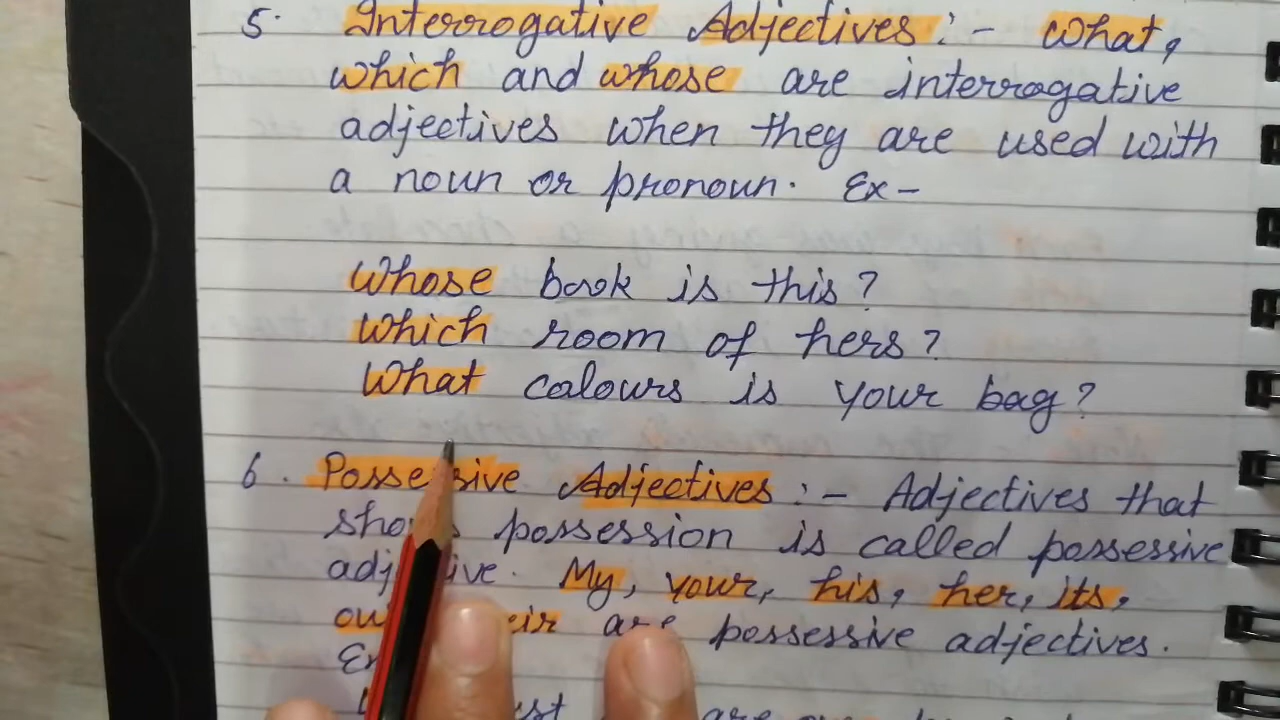 5. Interrogative Adjectives :- What,
which and whose are interrogative
adjectives when they are used with
a noun or pronoun. Ex-
Whose book is this?
Which room of hers?
What colours is your bag?
6. Possessive Adjectives :- Adjectives that
possession is called possessive
My, your, his, her, its,
are possessive adjectives.
are